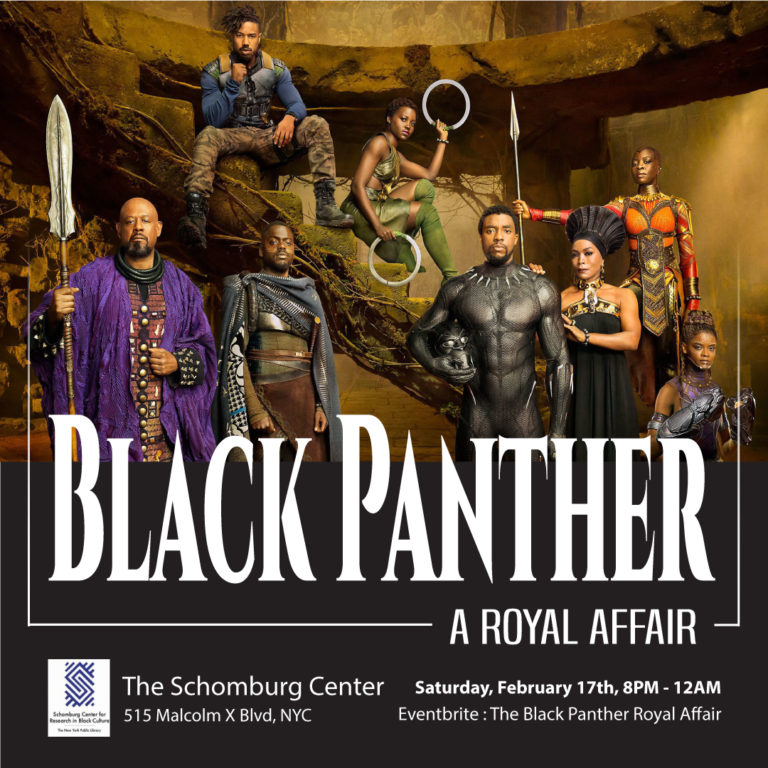 BLACK PANTHER
A ROYAL AFFAIR
Schomburg Center for
Research in Black Culture
The New York Public Library
The Schomburg Center
515 Malcolm X Blvd, NYC
Saturday, February 17th, 8PM - 12AM
Eventbrite : The Black Panther Royal Affair